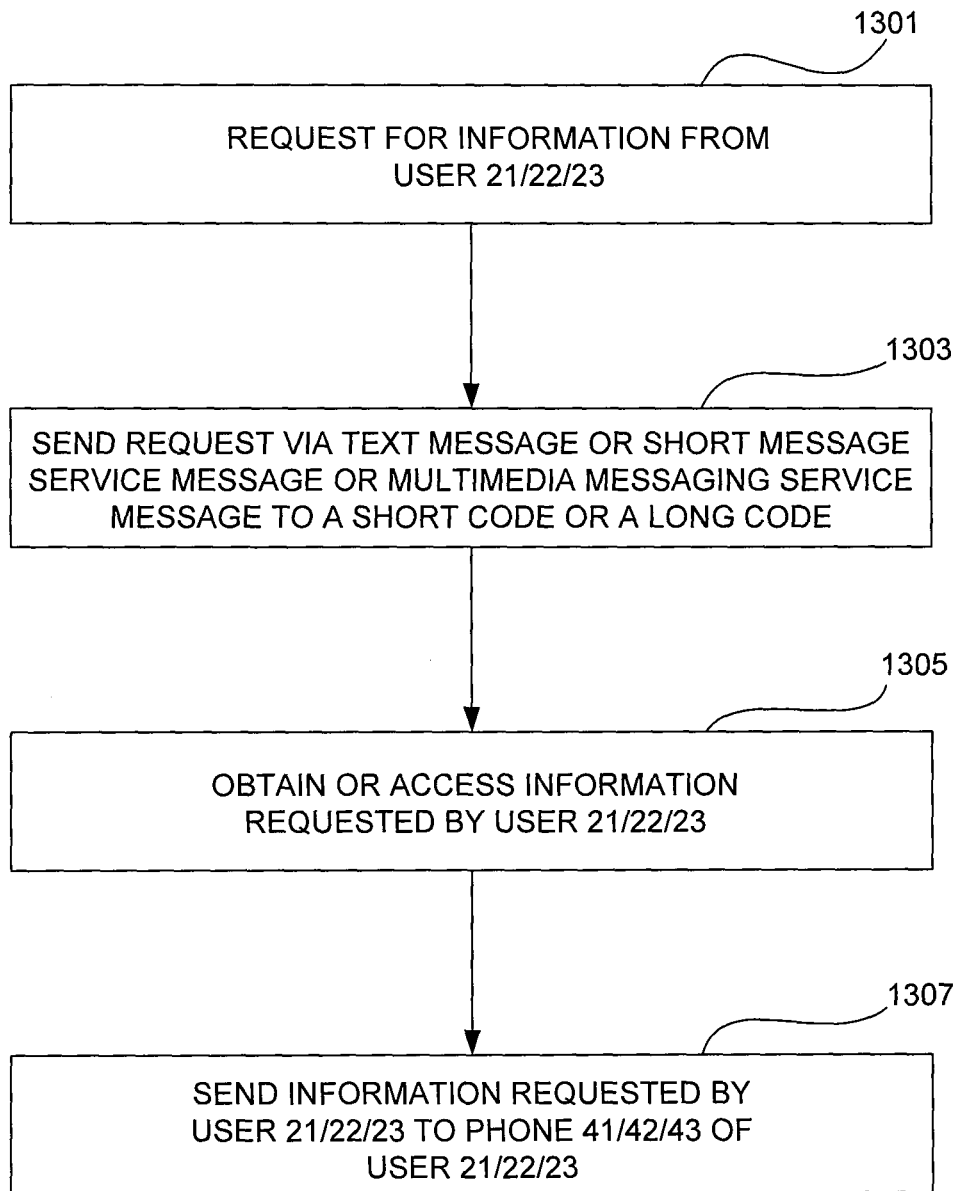 1301
REQUEST FOR INFORMATION FROM
USER 21/22/23
1303
SEND REQUEST VIA TEXT MESSAGE OR SHORT MESSAGE
SERVICE MESSAGE OR MULTIMEDIA MESSAGING SERVICE
MESSAGE TO A SHORT CODE OR A LONG CODE
1305
OBTAIN OR ACCESS INFORMATION
REQUESTED BY USER 21/22/23
1307
SEND INFORMATION REQUESTED BY
USER 21/22/23 TO PHONE 41/42/43 OF
USER 21/22/23